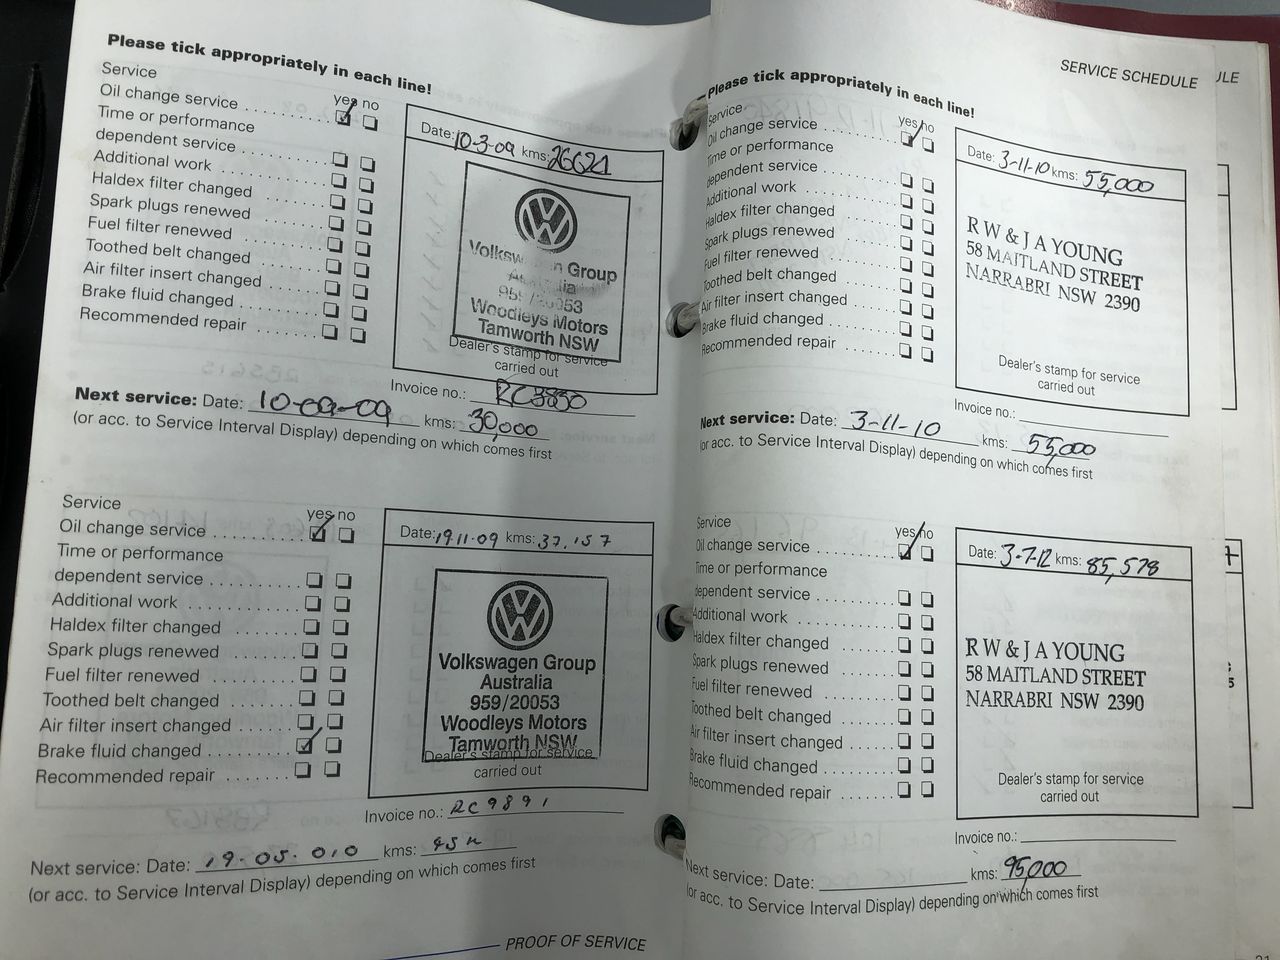 Please tick appropriately in each line!
Service
yes no
Oil change service
Time or performance
dependent service
Additional work
Haldex filter changed
Spark plugs renewed
Fuel filter renewed
Toothed belt changed
Air filter insert changed
Brake fluid changed
Recommended repair
Date: 10-3-09 kms: 26621
Volkswagen Group
Australia
959/20053
Woodleys Motors
Tamworth NSW
Dealer's stamp for service
carried out
Invoice no.:
Next service: Date: 10-09-09 kms: 30,000
(or acc. to Service Interval Display) depending on which comes first
Service
yes no
Oil change service
Time or performance
dependent service
Additional work
Haldex filter changed
Spark plugs renewed
Fuel filter renewed
Toothed belt changed
Air filter insert changed
Brake fluid changed
Recommended repair
Date: 19.11.09 kms: 37,157
Volkswagen Group
Australia
959/20053
Woodleys Motors
Tamworth NSW
Dealer's stamp for service
carried out
Invoice no.: RC9891
Next service: Date: 19.05.010 kms: 45K
(or acc. to Service Interval Display) depending on which comes first
PROOF OF SERVICE
SERVICE SCHEDULE
Please tick appropriately in each line!
Service
yes no
Oil change service
Time or performance
dependent service
Additional work
Haldex filter changed
Spark plugs renewed
Fuel filter renewed
Toothed belt changed
Air filter insert changed
Brake fluid changed
Recommended repair
Date: 3-11-10 kms: 55,000
R W & J A YOUNG
58 MAITLAND STREET
NARRABRI NSW 2390
Dealer's stamp for service
carried out
Invoice no.:
Next service: Date: 3-11-10 kms: 55,000
(or acc. to Service Interval Display) depending on which comes first
Service
yes no
Oil change service
Time or performance
dependent service
Additional work
Haldex filter changed
Spark plugs renewed
Fuel filter renewed
Toothed belt changed
Air filter insert changed
Brake fluid changed
Recommended repair
Date: 3-7-12 kms: 85,578
R W & J A YOUNG
58 MAITLAND STREET
NARRABRI NSW 2390
Dealer's stamp for service
carried out
Invoice no.:
Next service: Date: kms: 95,000
(or acc. to Service Interval Display) depending on which comes first